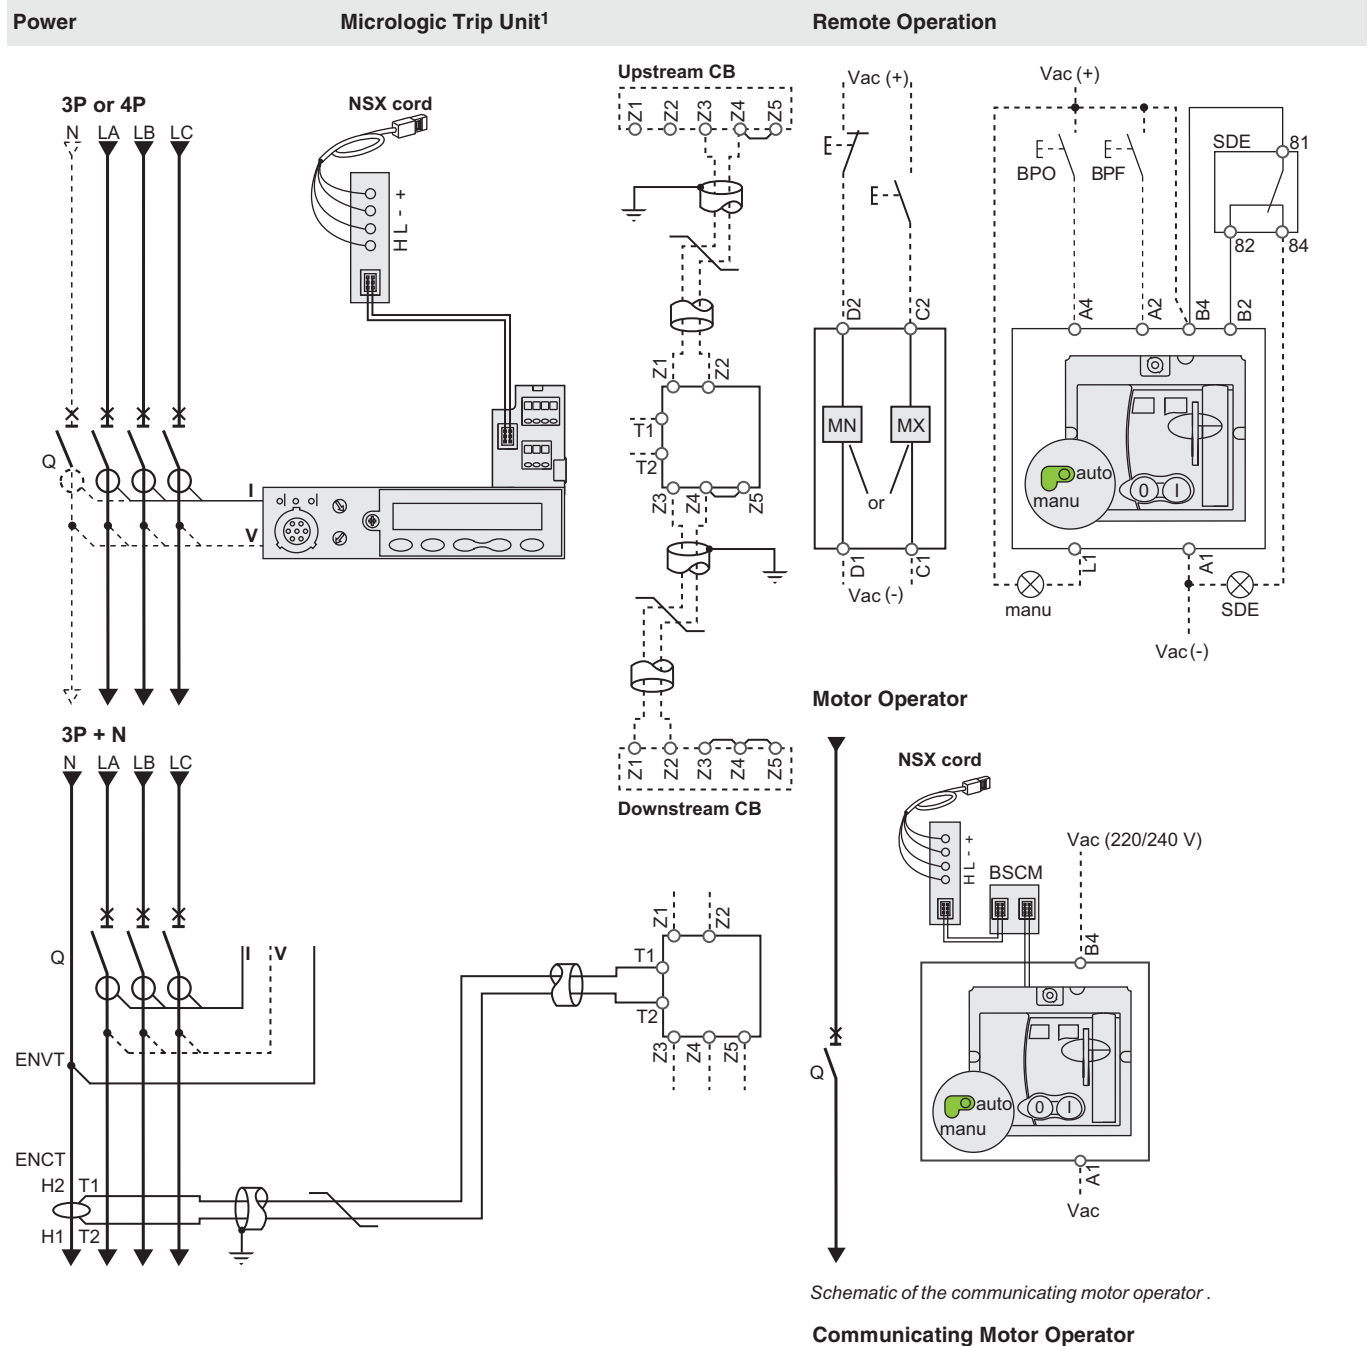 Power Micrologic Trip Unit1 Remote Operation
3P or 4P
N LA LB LC
Q
I
V
NSX cord
+
-
L
H
Upstream CB
Z1 Z2 Z3 Z4 Z5
Z1 Z2
T1
T2
Z3 Z4 Z5
Z1 Z2 Z3 Z4 Z5
Downstream CB
Vac (+)
D2 C2
MN MX
or
D1 C1
Vac (-)
Vac (+)
BPO BPF
SDE 81
82 84
A4 A2 B4 B2
auto
manu
0 I
L1 A1
manu SDE
Vac (-)
3P + N
N LA LB LC
Q
I V
ENVT
ENCT
H2 T1
H1 T2
Z1 Z2
T1
T2
Z3 Z4 Z5
Motor Operator
Q
NSX cord
+
-
L
H
BSCM
Vac (220/240 V)
B4
auto
manu
0 I
A1
Vac
Schematic of the communicating motor operator .
Communicating Motor Operator